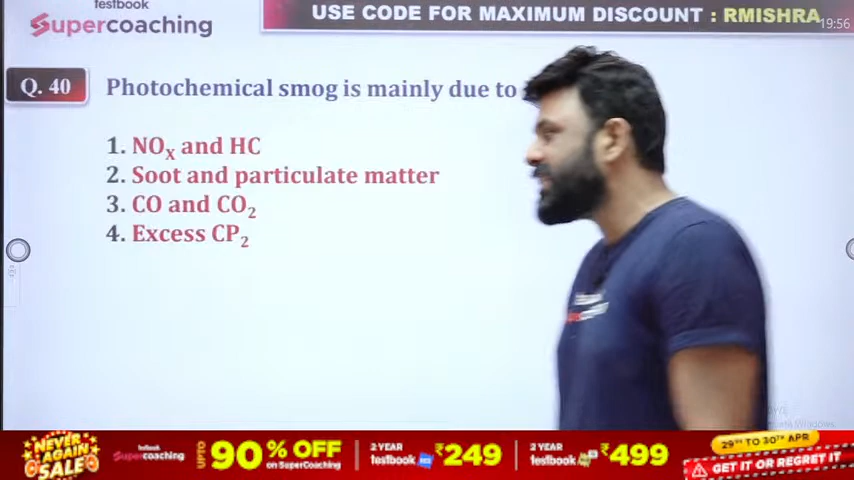 testbook
Supercoaching
USE CODE FOR MAXIMUM DISCOUNT : RMISHRA
19:56
Q. 40 Photochemical smog is mainly due to
1. NOX and HC
2. Soot and particulate matter
3. CO and CO2
4. Excess CP2
NEVER AGAIN SALE
testbook
Supercoaching
UPTO 90% OFF
on SuperCoaching
2 YEAR
testbook
₹249
2 YEAR
testbook
₹499
29TH TO 30TH APR
GET IT OR REGRET IT